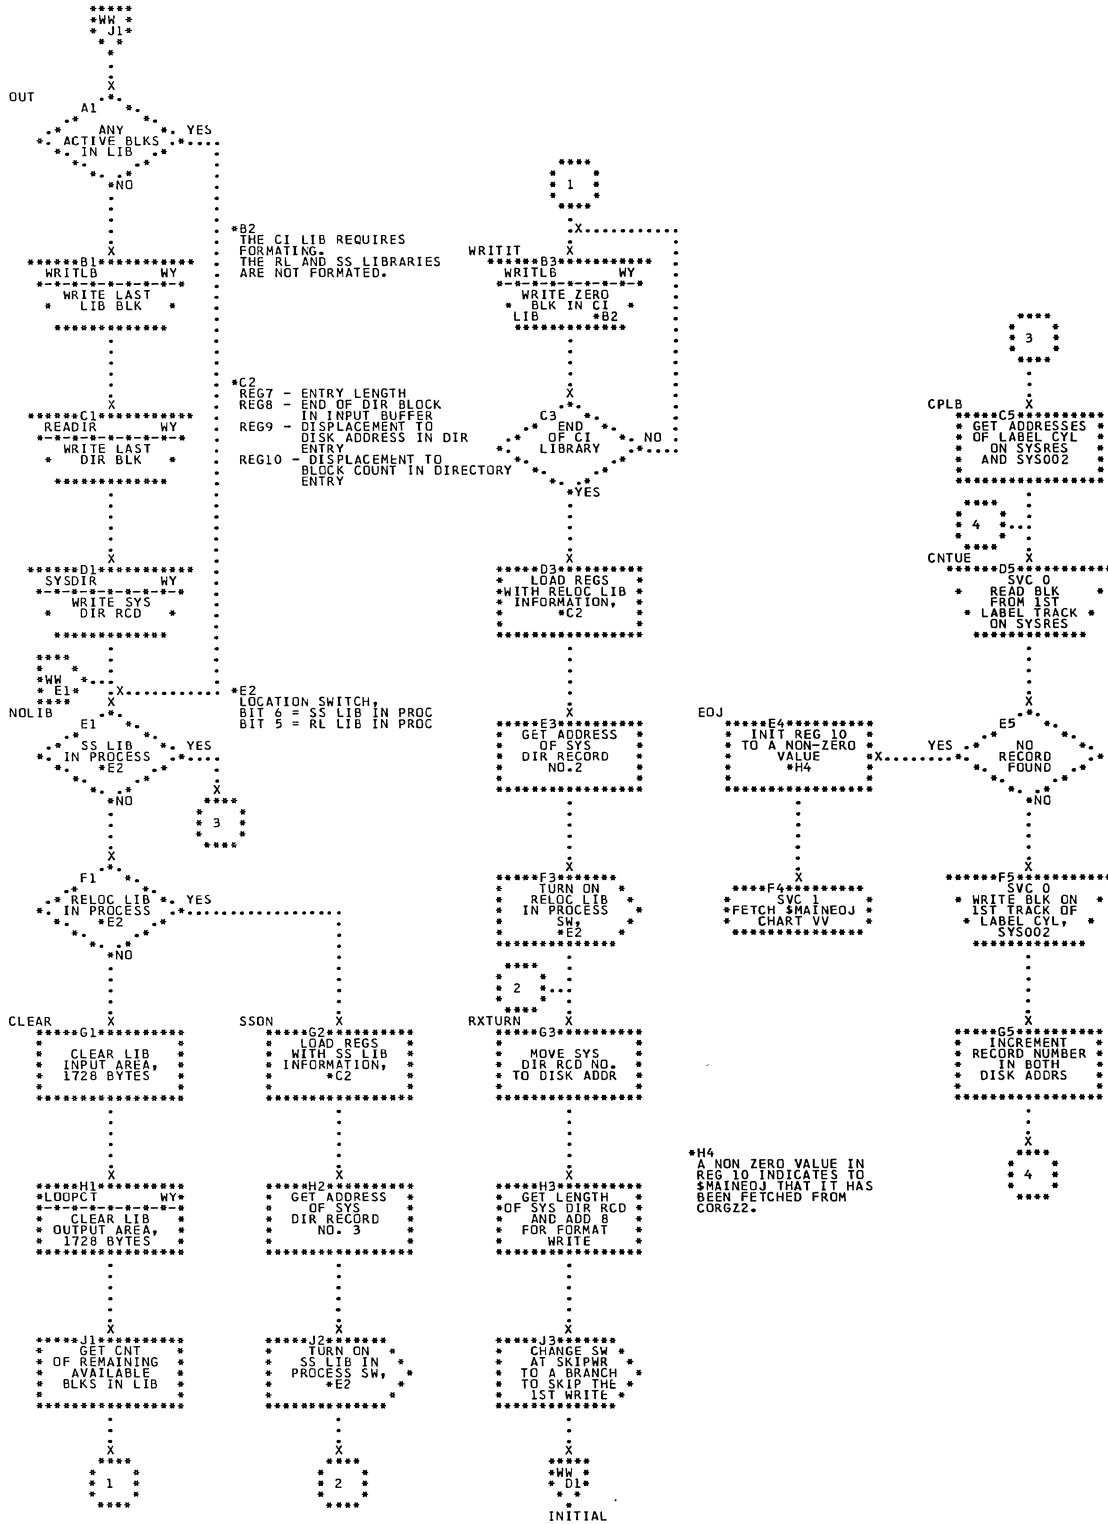 WW
J1
OUT
A1
ANY
ACTIVE BLKS
IN LIB
YES
NO
B1
WRITLB WY
WRITE LAST
LIB BLK
C1
READIR WY
WRITE LAST
DIR BLK
D1
SYSDIR WY
WRITE SYS
DIR RCD
WW
E1
NOLIB
E1
SS LIB
IN PROCESS
*E2
YES
NO
3
F1
RELOC LIB
IN PROCESS
*E2
YES
NO
CLEAR
G1
CLEAR LIB
INPUT AREA,
1728 BYTES
H1
LOOPCT WY
CLEAR LIB
OUTPUT AREA,
1728 BYTES
J1
GET CNT
OF REMAINING
AVAILABLE
BLKS IN LIB
1
*B2
THE CI LIB REQUIRES
FORMATING.
THE RL AND SS LIBRARIES
ARE NOT FORMATED.
*C2
REG7 - ENTRY LENGTH
REG8 - END OF DIR BLOCK
IN INPUT BUFFER
REG9 - DISPLACEMENT TO
DISK ADDRESS IN DIR
ENTRY
REG10 - DISPLACEMENT TO
BLOCK COUNT IN DIRECTORY
ENTRY
*E2
LOCATION SWITCH,
BIT 6 = SS LIB IN PROC
BIT 5 = RL LIB IN PROC
SSON
G2
LOAD REGS
WITH SS LIB
INFORMATION,
*C2
H2
GET ADDRESS
OF SYS
DIR RECORD
NO. 3
J2
TURN ON
SS LIB IN
PROCESS SW,
*E2
2
1
WRITIT
B3
WRITLB WY
WRITE ZERO
BLK IN CI
LIB *B2
C3
END
OF CI
LIBRARY
NO
YES
D3
LOAD REGS
WITH RELOC LIB
INFORMATION,
*C2
E3
GET ADDRESS
OF SYS
DIR RECORD
NO.2
F3
TURN ON
RELOC LIB
IN PROCESS
SW,
*E2
2
RXTURN
G3
MOVE SYS
DIR RCD NO.
TO DISK ADDR
H3
GET LENGTH
OF SYS DIR RCD
AND ADD 8
FOR FORMAT
WRITE
J3
CHANGE SW
AT SKIPWR
TO A BRANCH
TO SKIP THE
1ST WRITE
WW
D1
INITIAL
EOJ
E4
INIT REG 10
TO A NON-ZERO
VALUE
*H4
F4
SVC 1
FETCH $MAINEOJ
CHART VV
*H4
A NON ZERO VALUE IN
REG 10 INDICATES TO
$MAINEOJ THAT IT HAS
BEEN FETCHED FROM
CORGZ2.
3
CPLB
C5
GET ADDRESSES
OF LABEL CYL
ON SYSRES
AND SYS002
4
CNTUE
D5
SVC 0
READ BLK
FROM 1ST
LABEL TRACK
ON SYSRES
E5
NO
RECORD
FOUND
YES
NO
F5
SVC 0
WRITE BLK ON
1ST TRACK OF
LABEL CYL,
SYS002
G5
INCREMENT
RECORD NUMBER
IN BOTH
DISK ADDRS
4